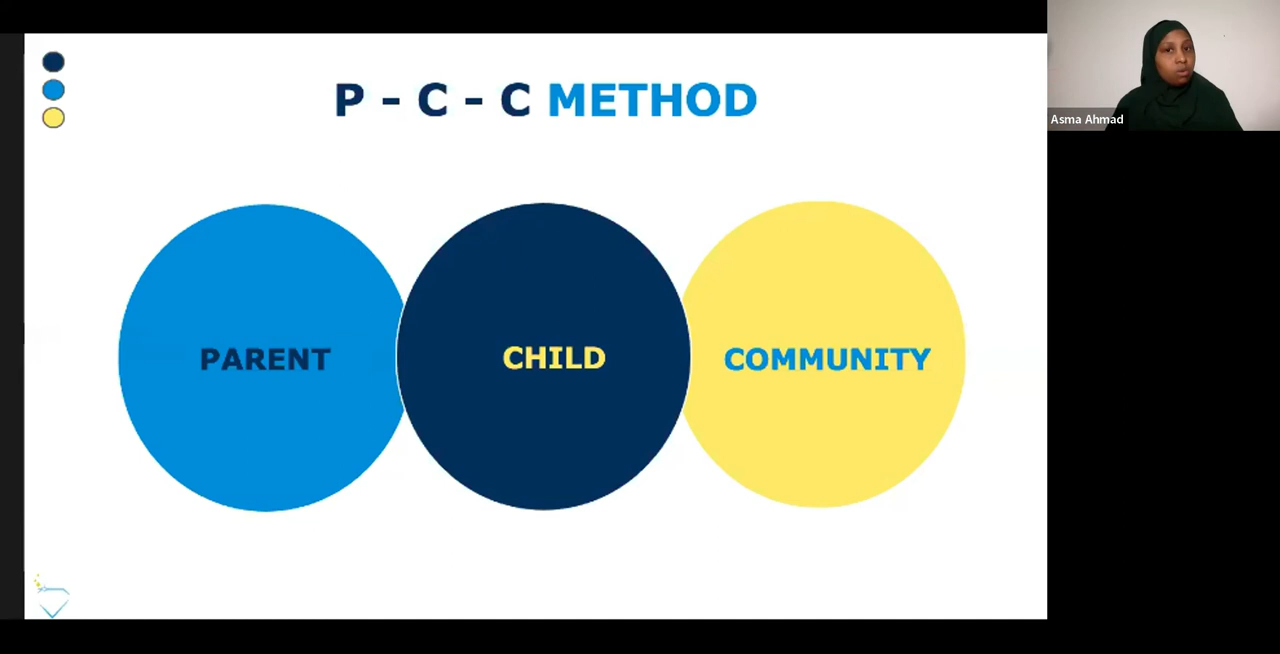 P - C - C METHOD
Asma Ahmad
PARENT
CHILD
COMMUNITY